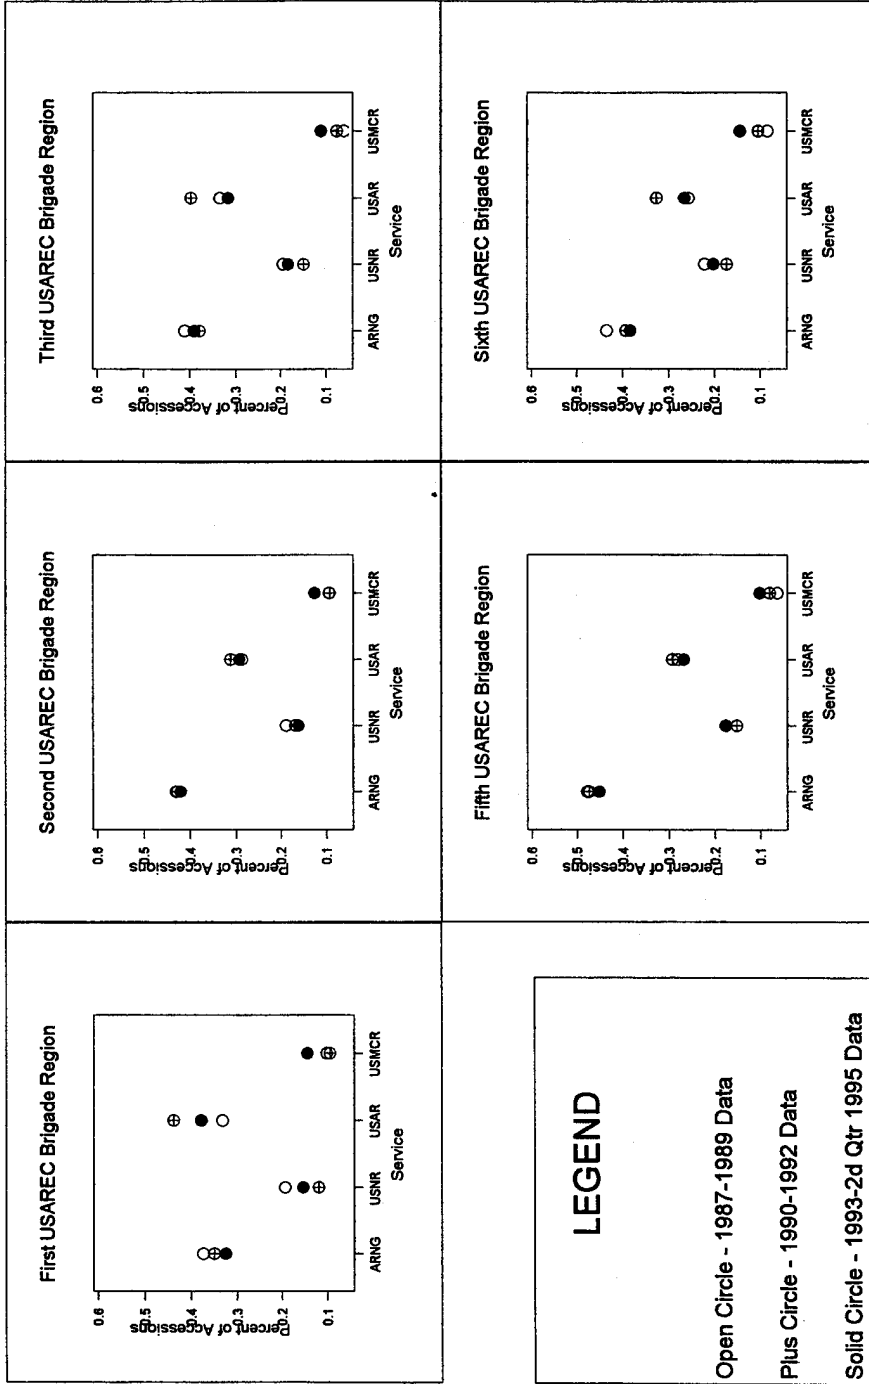 First USAREC Brigade Region
Percent of Accessions
0.6
0.5
0.4
0.3
0.2
0.1
ARNG USNR USAR USMCR
Service
Second USAREC Brigade Region
Percent of Accessions
0.6
0.5
0.4
0.3
0.2
0.1
ARNG USNR USAR USMCR
Service
Third USAREC Brigade Region
Percent of Accessions
0.6
0.5
0.4
0.3
0.2
0.1
ARNG USNR USAR USMCR
Service
LEGEND
Open Circle - 1987-1989 Data
Plus Circle - 1990-1992 Data
Solid Circle - 1993-2d Qtr 1995 Data
Fifth USAREC Brigade Region
Percent of Accessions
0.6
0.5
0.4
0.3
0.2
0.1
ARNG USNR USAR USMCR
Service
Sixth USAREC Brigade Region
Percent of Accessions
0.6
0.5
0.4
0.3
0.2
0.1
ARNG USNR USAR USMCR
Service